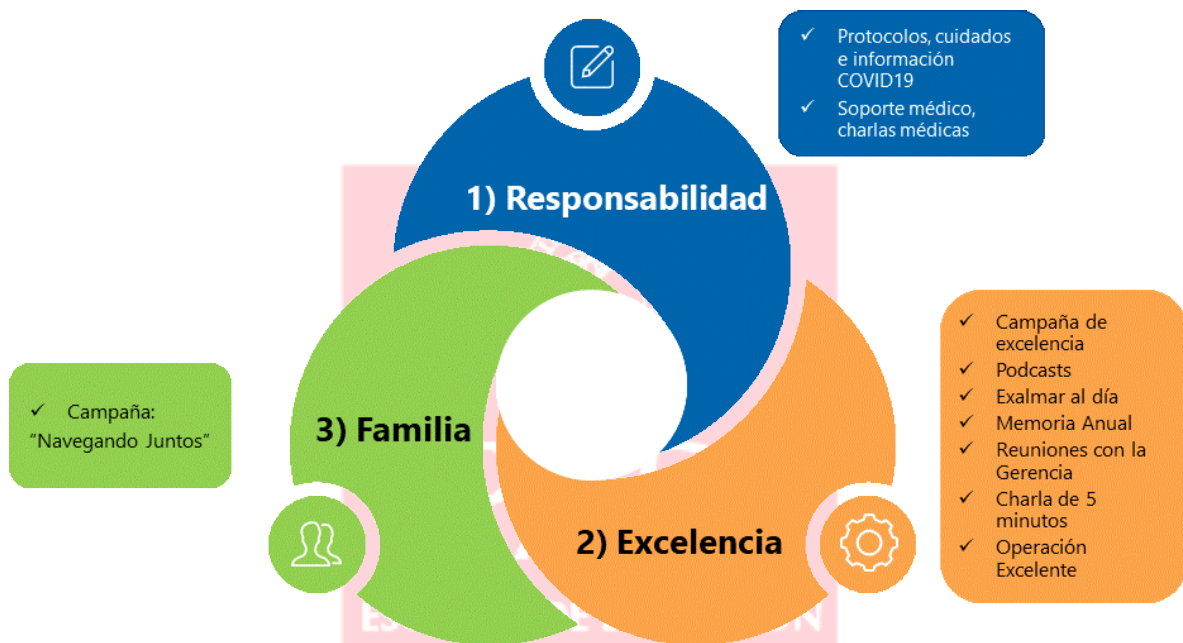 ✓ Protocolos, cuidados
e información
COVID19
✓ Soporte médico,
charlas médicas
1) Responsabilidad
✓ Campaña de
excelencia
✓ Podcasts
✓ Exalmar al día
✓ Memoria Anual
✓ Reuniones con la
Gerencia
✓ Charla de 5
minutos
✓ Operación
Excelente
✓ Campaña:
"Navegando Juntos"
3) Familia
2) Excelencia